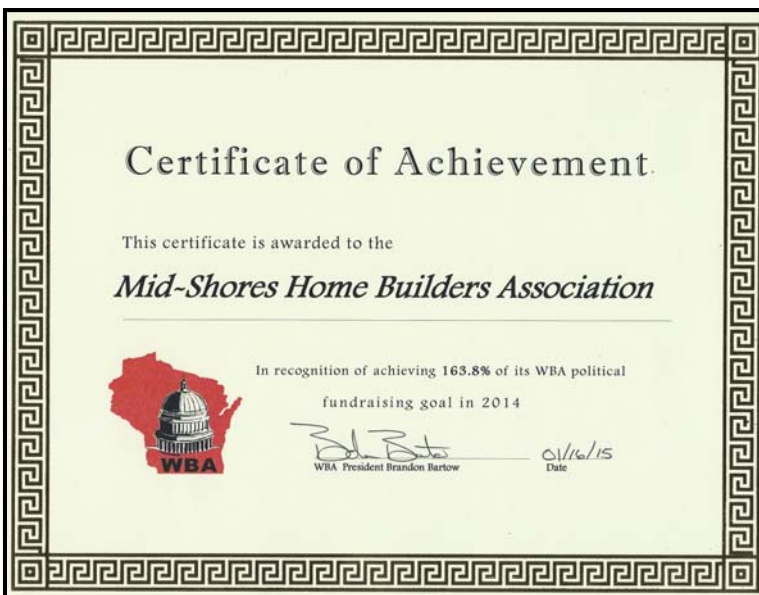 Certificate of Achievement
This certificate is awarded to the
Mid-Shores Home Builders Association
In recognition of achieving 163.8% of its WBA political
fundraising goal in 2014
WBA
01/16/15
WBA President Brandon Bartow
Date